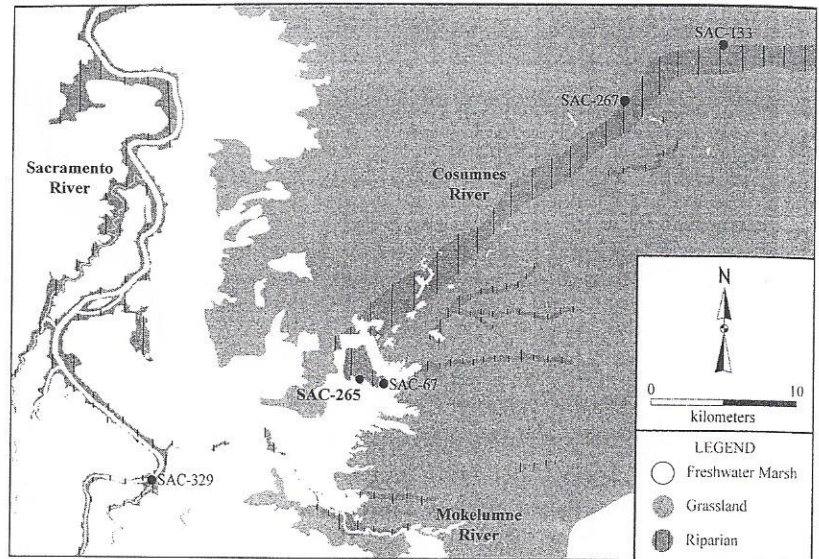 SAC-133
SAC-267
Sacramento
River
Cosumnes
River
N
SAC-265
SAC-67
0 10
kilometers
LEGEND
Freshwater Marsh
SAC-329
Grassland
Mokelumne
River
Riparian